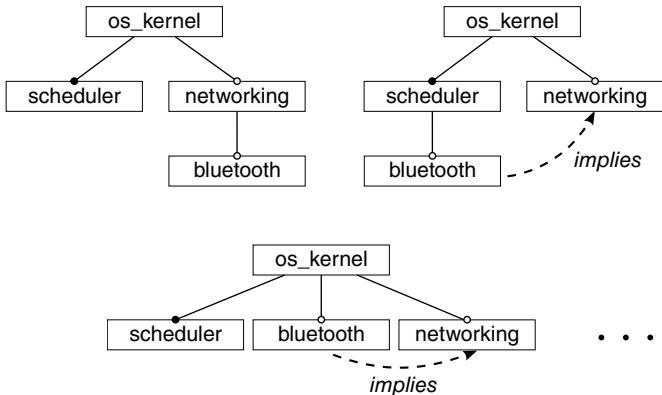 os_kernel
os_kernel
scheduler
networking
scheduler
networking
bluetooth
bluetooth
implies
os_kernel
scheduler
bluetooth
networking
. . .
implies